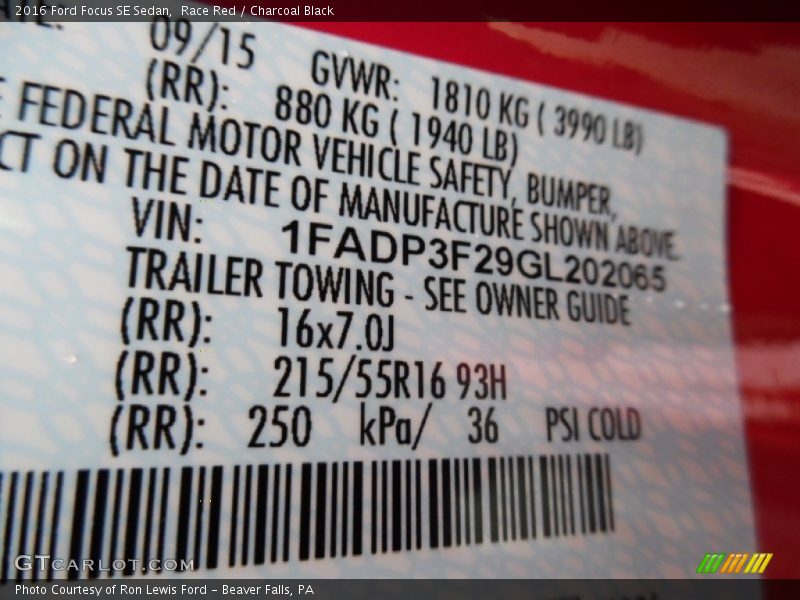 2016 Ford Focus SE Sedan,  Race Red / Charcoal Black
09/15 GVWR: 1810 KG ( 3990 LB)
(RR): 880 KG ( 1940 LB)
FEDERAL MOTOR VEHICLE SAFETY, BUMPER,
ON THE DATE OF MANUFACTURE SHOWN ABOVE.
VIN: 1FADP3F29GL202065
TRAILER TOWING - SEE OWNER GUIDE
(RR): 16x7.0J
(RR): 215/55R16 93H
(RR): 250 kPa/ 36 PSI COLD
GTcarlot.com
Photo Courtesy of Ron Lewis Ford – Beaver Falls, PA